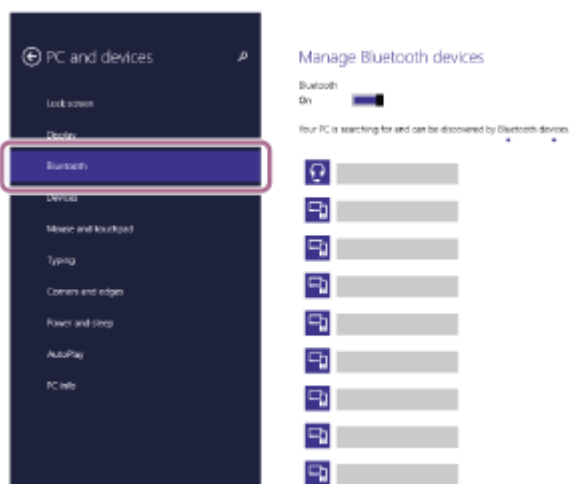 PC and devices
Lock screen
Display
Bluetooth
Devices
Mouse and touchpad
Typing
Corners and edges
Power and sleep
AutoPlay
PC info
Manage Bluetooth devices
Bluetooth
On
Your PC is searching for and can be discovered by Bluetooth devices.